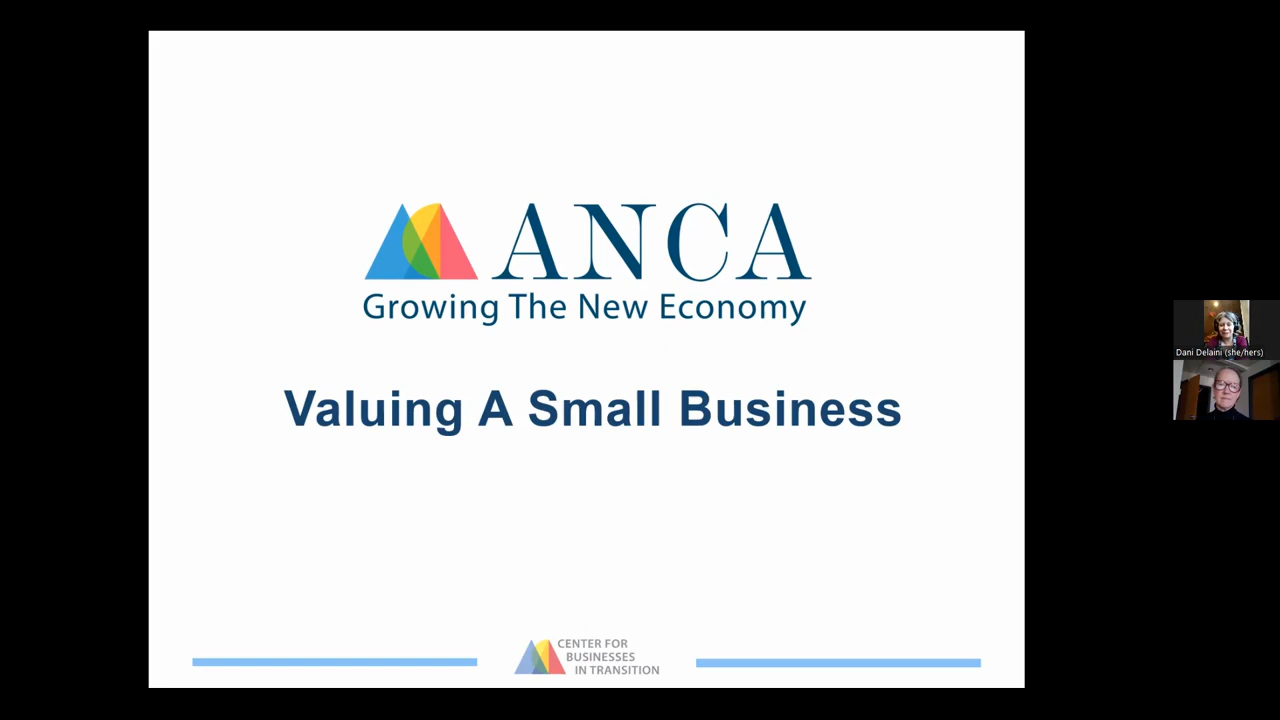 ANCA
Growing The New Economy
Valuing A Small Business
CENTER FOR
BUSINESSES
IN TRANSITION
Dani Delaini (she/hers)